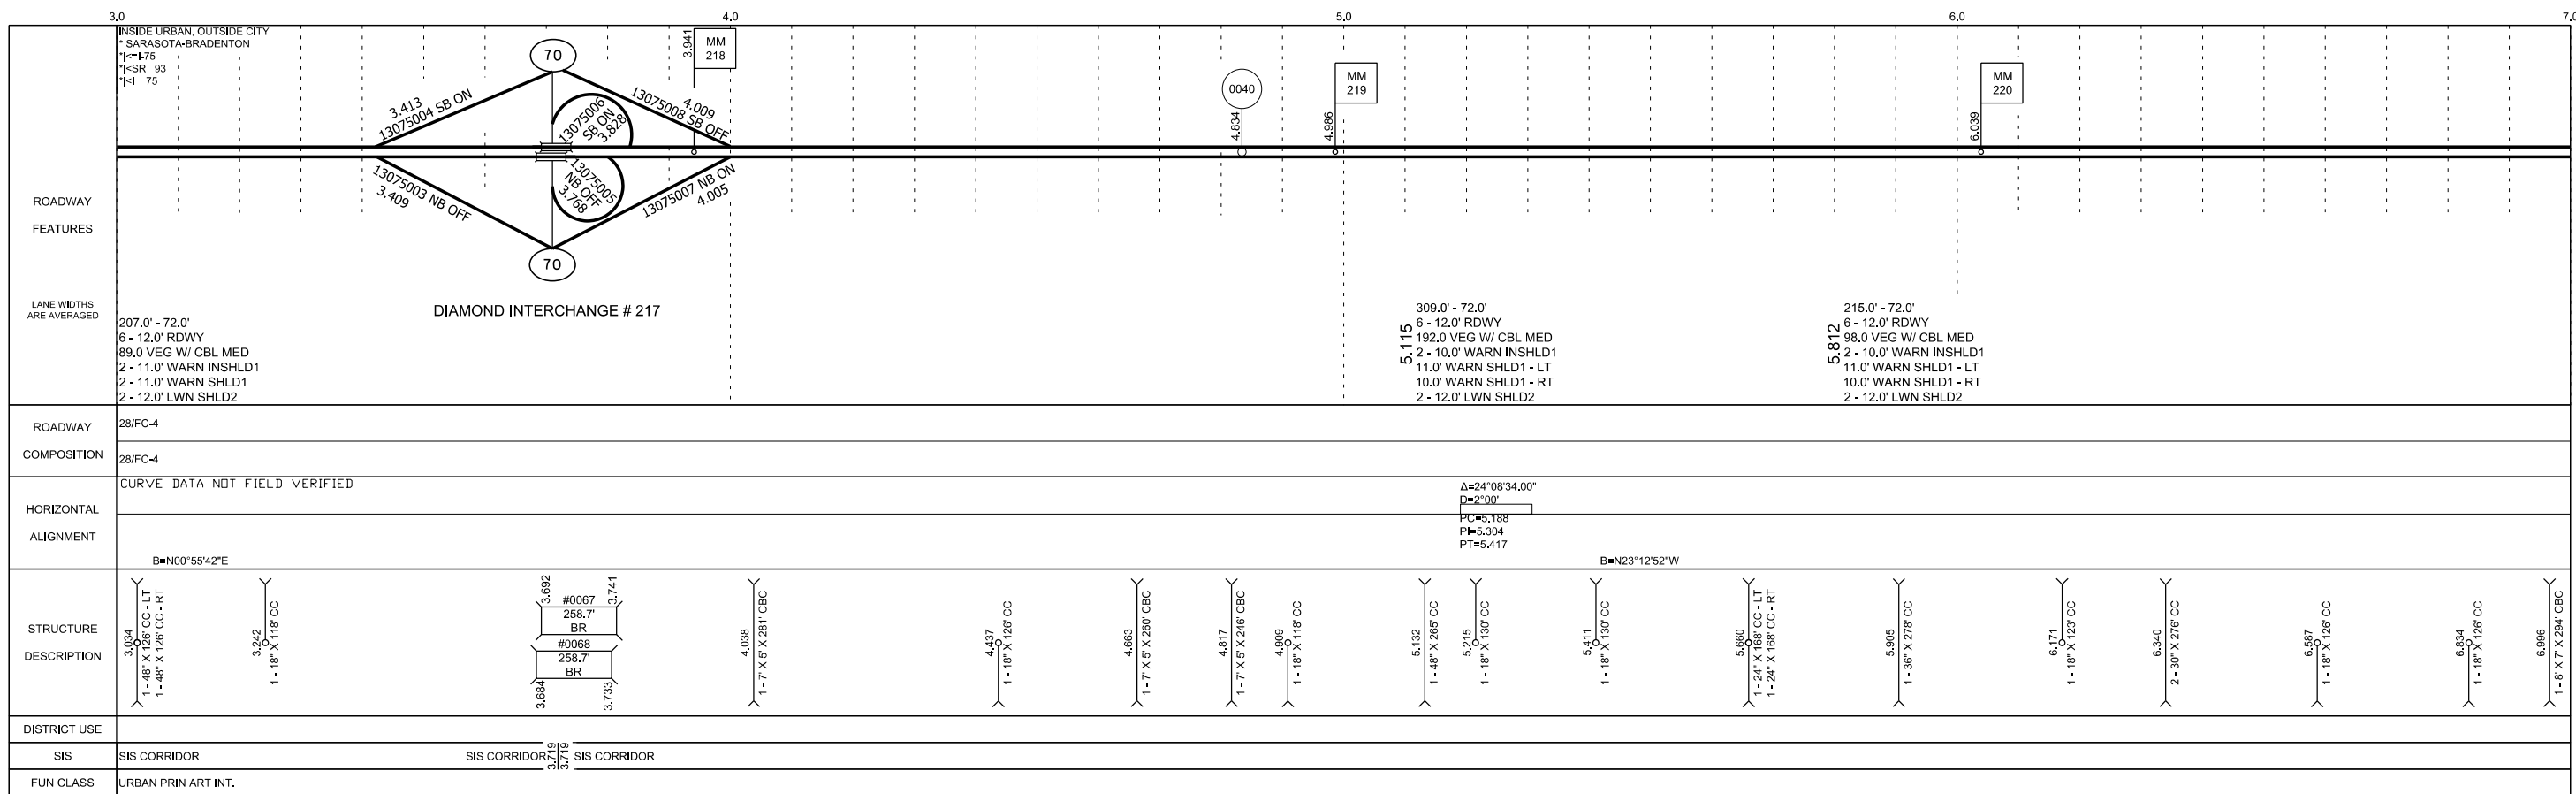 3.0
4.0
5.0
6.0
7.0
INSIDE URBAN, OUTSIDE CITY
* SARASOTA-BRADENTON
*|<=I-75
*|<SR 93
*|<I 75
70
3.941
MM
218
3.413
13075004 SB ON
13075006
SB ON
3.828
4.009
13075008 SB OFF
0040
4.834
MM
219
4.986
MM
220
6.039
ROADWAY
FEATURES
13075003 NB OFF
3.409
13075005
NB OFF
3.768
13075007 NB ON
4.005
70
DIAMOND INTERCHANGE # 217
LANE WIDTHS
ARE AVERAGED
207.0' - 72.0'
6 - 12.0' RDWY
89.0 VEG W/ CBL MED
2 - 11.0' WARN INSHLD1
2 - 11.0' WARN SHLD1
2 - 12.0' LWN SHLD2
5.115
309.0' - 72.0'
6 - 12.0' RDWY
192.0 VEG W/ CBL MED
2 - 10.0' WARN INSHLD1
11.0' WARN SHLD1 - LT
10.0' WARN SHLD1 - RT
2 - 12.0' LWN SHLD2
5.812
215.0' - 72.0'
6 - 12.0' RDWY
98.0 VEG W/ CBL MED
2 - 10.0' WARN INSHLD1
11.0' WARN SHLD1 - LT
10.0' WARN SHLD1 - RT
2 - 12.0' LWN SHLD2
ROADWAY
COMPOSITION
28/FC-4
28/FC-4
HORIZONTAL
ALIGNMENT
CURVE DATA NOT FIELD VERIFIED
Δ=24°08'34.00"
D=2°00'
PC=5.188
PI=5.304
PT=5.417
B=N00°55'42"E
B=N23°12'52"W
STRUCTURE
DESCRIPTION
3.034
1 - 48" X 126' CC - LT
1 - 48" X 126' CC - RT
3.242
1 - 18" X 118' CC
3.692
3.741
#0067
258.7'
BR
#0068
258.7'
BR
3.684
3.733
4.038
1 - 7' X 5' X 281' CBC
4.437
1 - 18" X 126' CC
4.663
1 - 7' X 5' X 260' CBC
4.817
1 - 7' X 5' X 246' CBC
4.909
1 - 18" X 118' CC
5.132
1 - 48" X 265' CC
5.215
1 - 18" X 130' CC
5.411
1 - 18" X 130' CC
5.660
1 - 24" X 168' CC - LT
1 - 24" X 168' CC - RT
5.905
1 - 36" X 278' CC
6.171
1 - 18" X 123' CC
6.340
2 - 30" X 276' CC
6.587
1 - 18" X 126' CC
6.834
1 - 18" X 126' CC
6.996
1 - 8' X 7' X 294' CBC
DISTRICT USE
SIS
SIS CORRIDOR
SIS CORRIDOR
3.719
3.719
SIS CORRIDOR
FUN CLASS
URBAN PRIN ART INT.